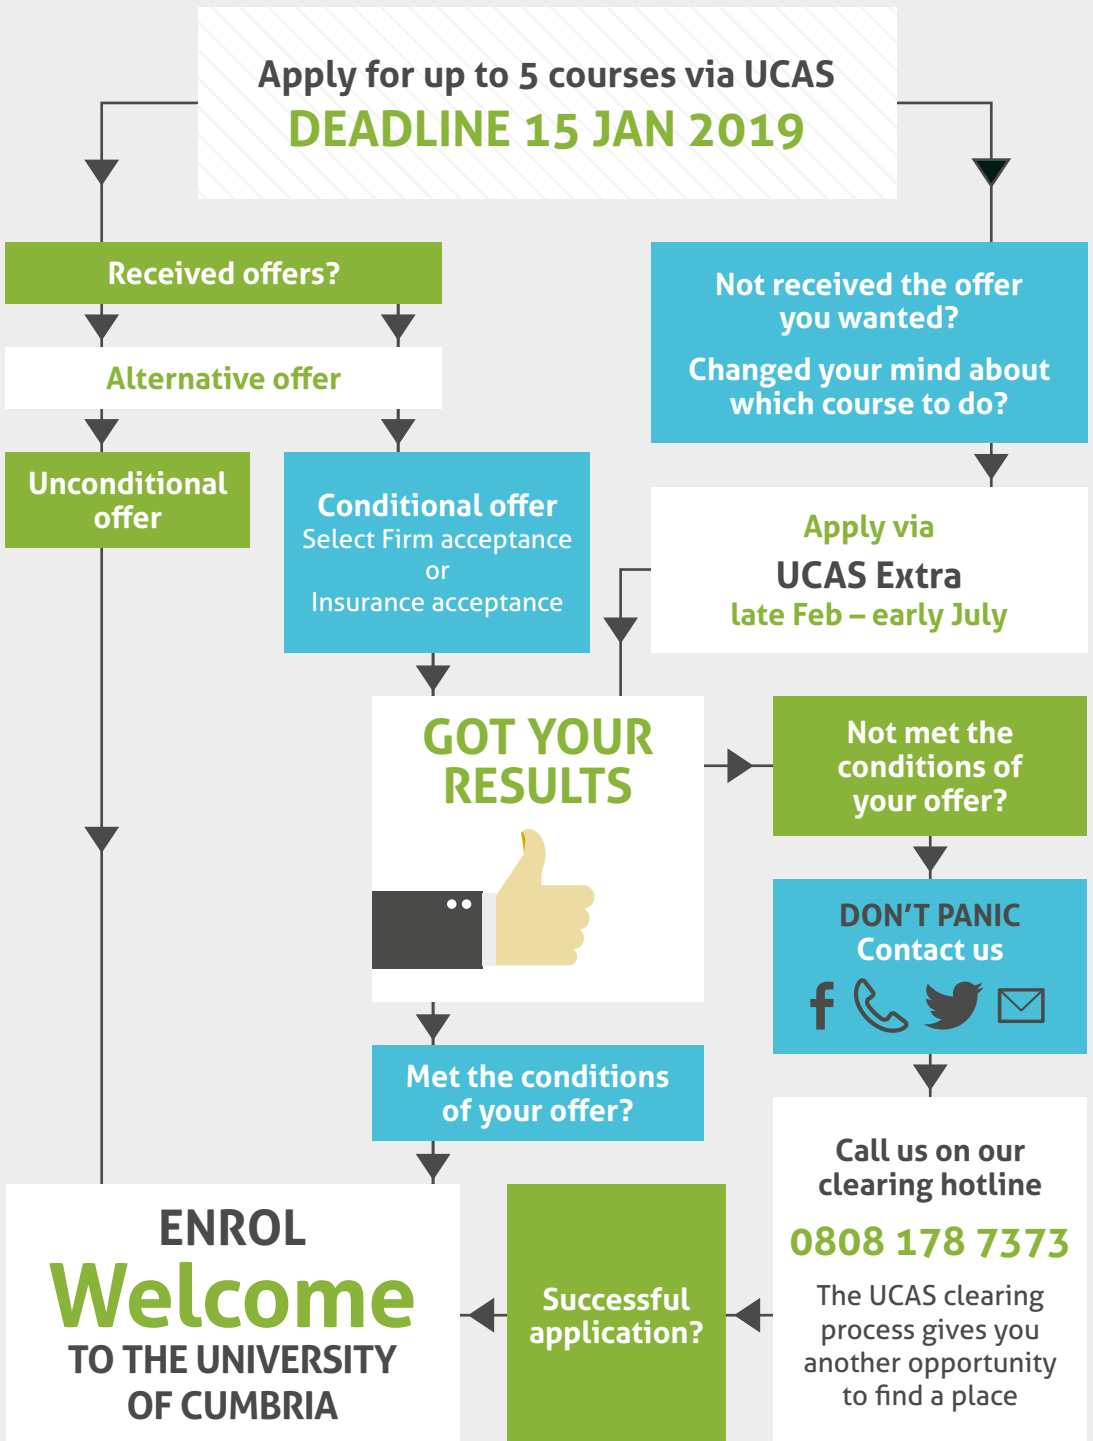 Apply for up to 5 courses via UCAS
DEADLINE 15 JAN 2019
Received offers?
Alternative offer
Unconditional
offer
Conditional offer
Select Firm acceptance
or
Insurance acceptance
Not received the offer
you wanted?
Changed your mind about
which course to do?
Apply via
UCAS Extra
late Feb – early July
GOT YOUR
RESULTS
Not met the
conditions of
your offer?
DON'T PANIC
Contact us
Met the conditions
of your offer?
Call us on our
clearing hotline
0808 178 7373
The UCAS clearing
process gives you
another opportunity
to find a place
Successful
application?
ENROL
Welcome
TO THE UNIVERSITY
OF CUMBRIA